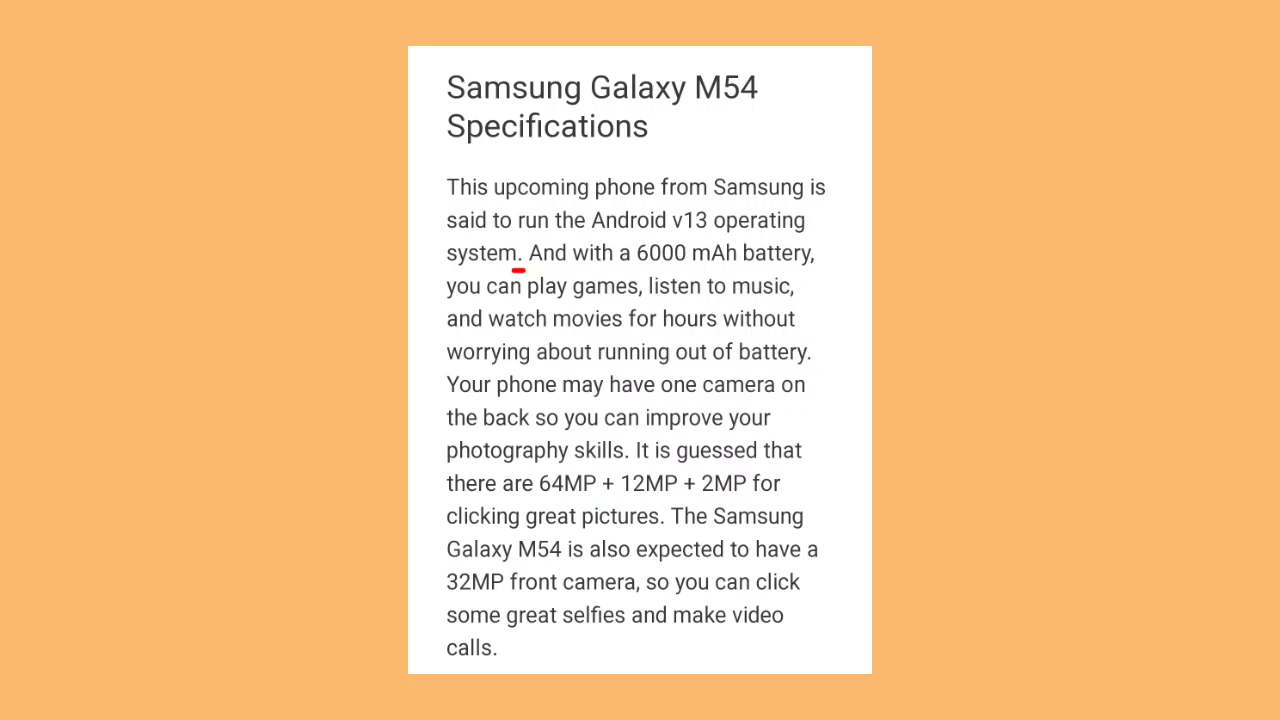 Samsung Galaxy M54
Specifications
This upcoming phone from Samsung is
said to run the Android v13 operating
system. And with a 6000 mAh battery,
you can play games, listen to music,
and watch movies for hours without
worrying about running out of battery.
Your phone may have one camera on
the back so you can improve your
photography skills. It is guessed that
there are 64MP + 12MP + 2MP for
clicking great pictures. The Samsung
Galaxy M54 is also expected to have a
32MP front camera, so you can click
some great selfies and make video
calls.